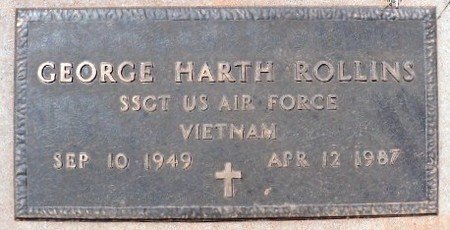 GEORGE HARTH ROLLINS
SSGT US AIR FORCE
VIETNAM
SEP 10 1949 APR 12 1987